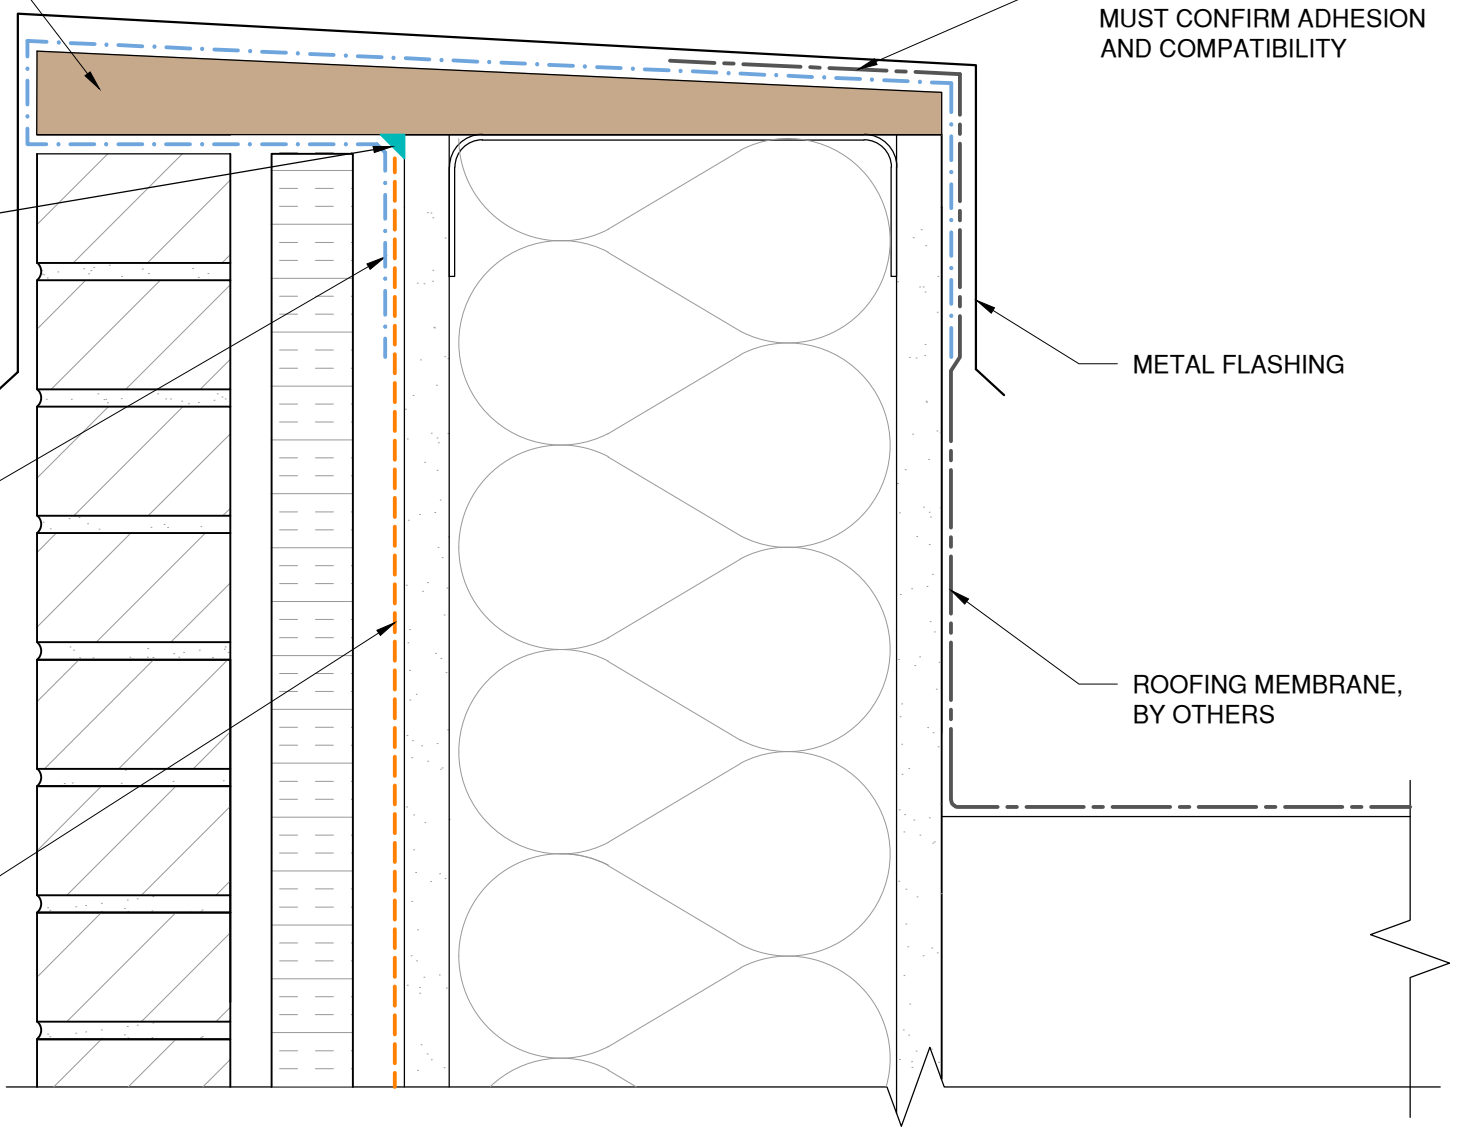 MUST CONFIRM ADHESION
AND COMPATIBILITY
METAL FLASHING
ROOFING MEMBRANE,
BY OTHERS